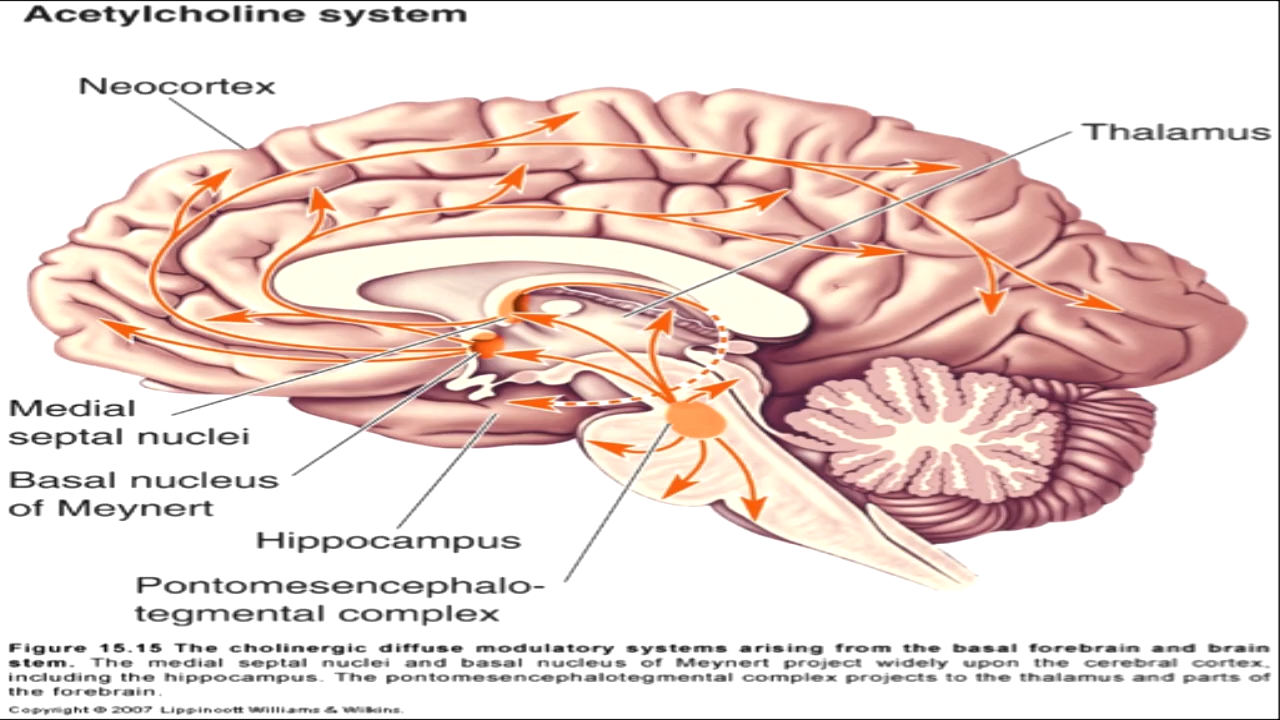 Acetylcholine system
Neocortex
Thalamus
Medial
septal nuclei
Basal nucleus
of Meynert
Hippocampus
Pontomesencephalo-
tegmental complex
Figure 15.15 The cholinergic diffuse modulatory systems arising from the basal forebrain and brain
stem. The medial septal nuclei and basal nucleus of Meynert project widely upon the cerebral cortex,
including the hippocampus. The pontomesencephalotegmental complex projects to the thalamus and parts of
the forebrain.
Copyright © 2007 Lippincott Williams & Wilkins.